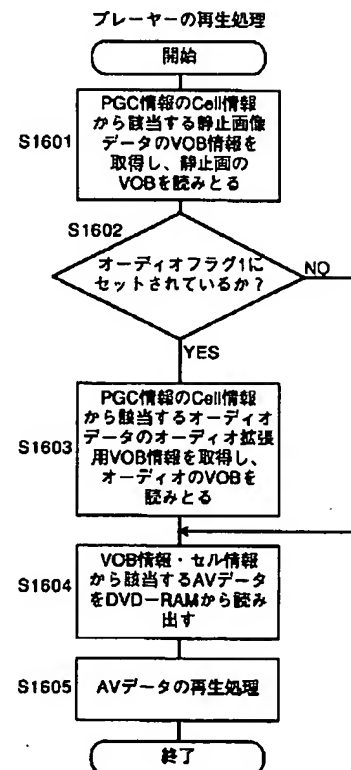 プレーヤーの再生処理
開始
S1601
PGC情報のCell情報
から該当する静止画像
データのVOB情報を
取得し、静止画の
VOBを読みとる
S1602
オーディオフラグ1に
セットされているか？
NO
YES
S1603
PGC情報のCell情報
から該当するオーディオ
データのオーディオ拡張
用VOB情報を取得し、
オーディオのVOBを
読みとる
S1604
VOB情報・セル情報
から該当するAVデータ
をDVD－RAMから読み
出す
S1605
AVデータの再生処理
終了